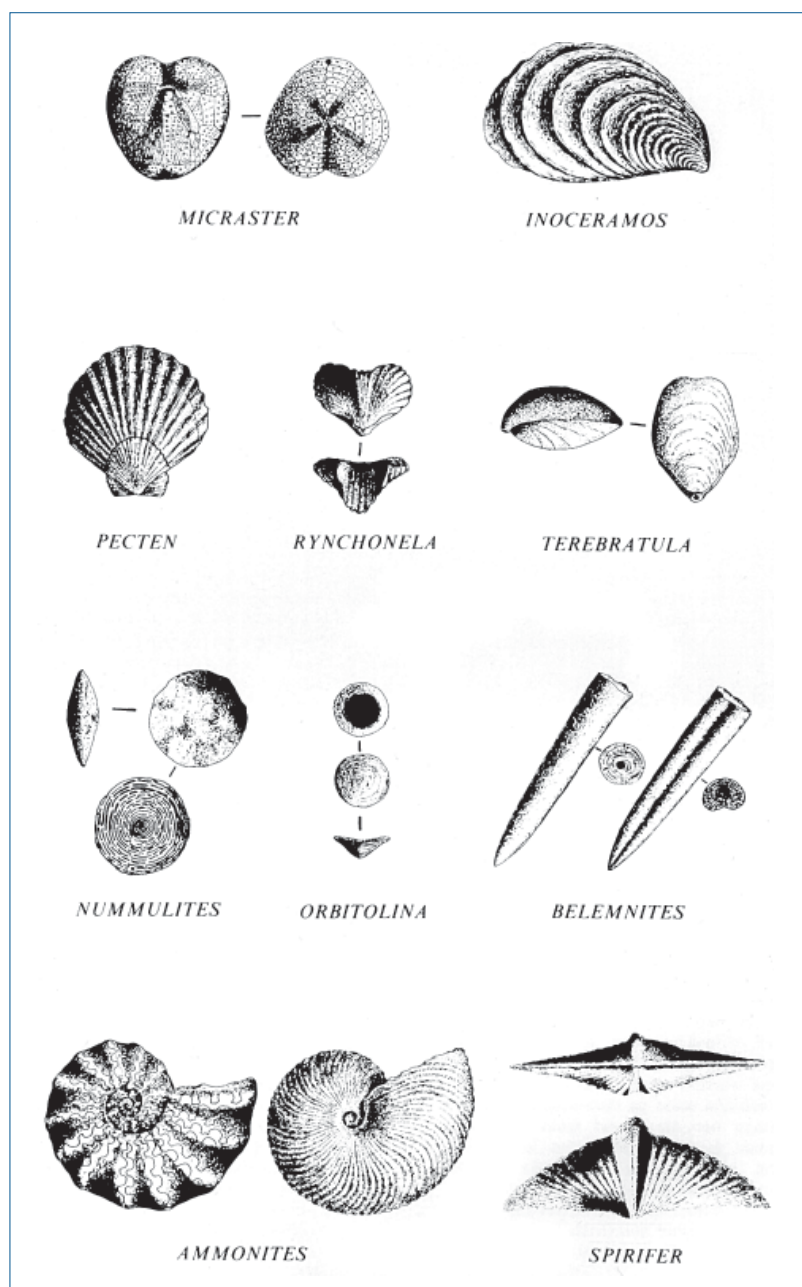 MICRASTER
INOCERAMOS
PECTEN
RYNCHONELA
TEREBRATULA
NUMMULITES
ORBITOLINA
BELEMNITES
AMMONITES
SPIRIFER